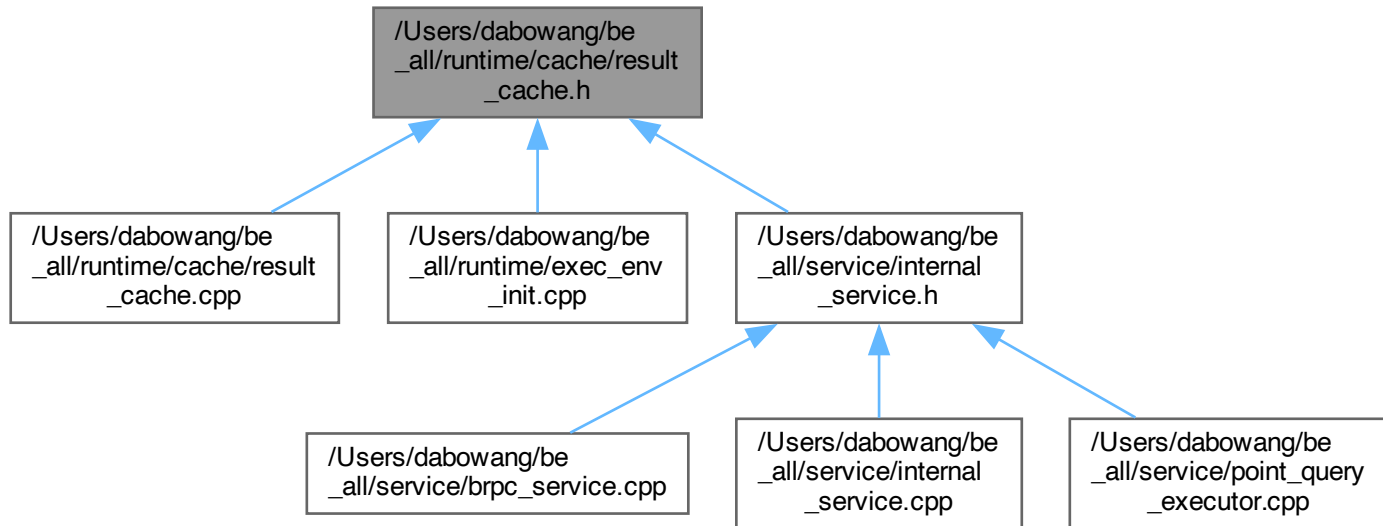 /Users/dabowang/be
_all/runtime/cache/result
_cache.h
/Users/dabowang/be
_all/runtime/cache/result
_cache.cpp
/Users/dabowang/be
_all/runtime/exec_env
_init.cpp
/Users/dabowang/be
_all/service/internal
_service.h
/Users/dabowang/be
_all/service/brpc_service.cpp
/Users/dabowang/be
_all/service/internal
_service.cpp
/Users/dabowang/be
_all/service/point_query
_executor.cpp